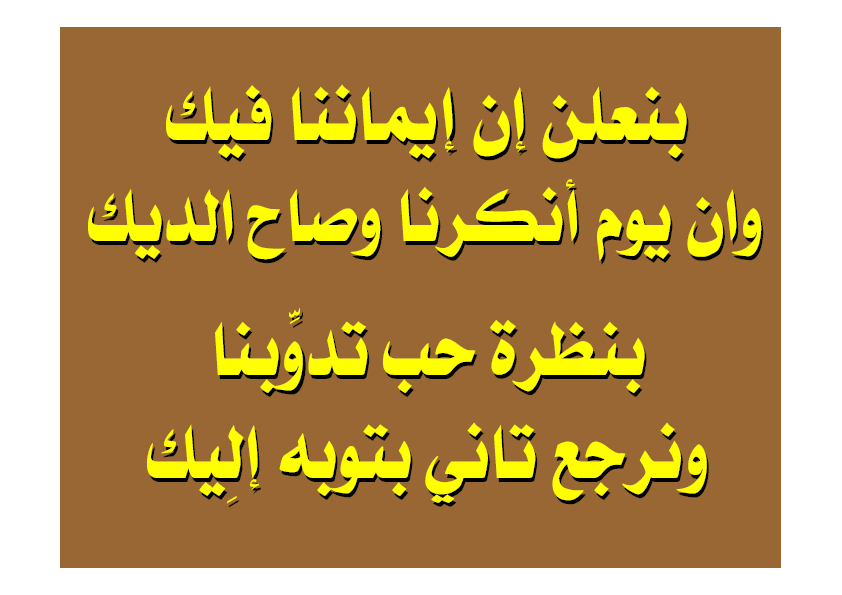 بنعلن إن إيماننا فيك
وان يوم أنكرنا وصاح الديك
بنظرة حب تدوِّبنا
ونرجع تاني بتوبه إلِيك